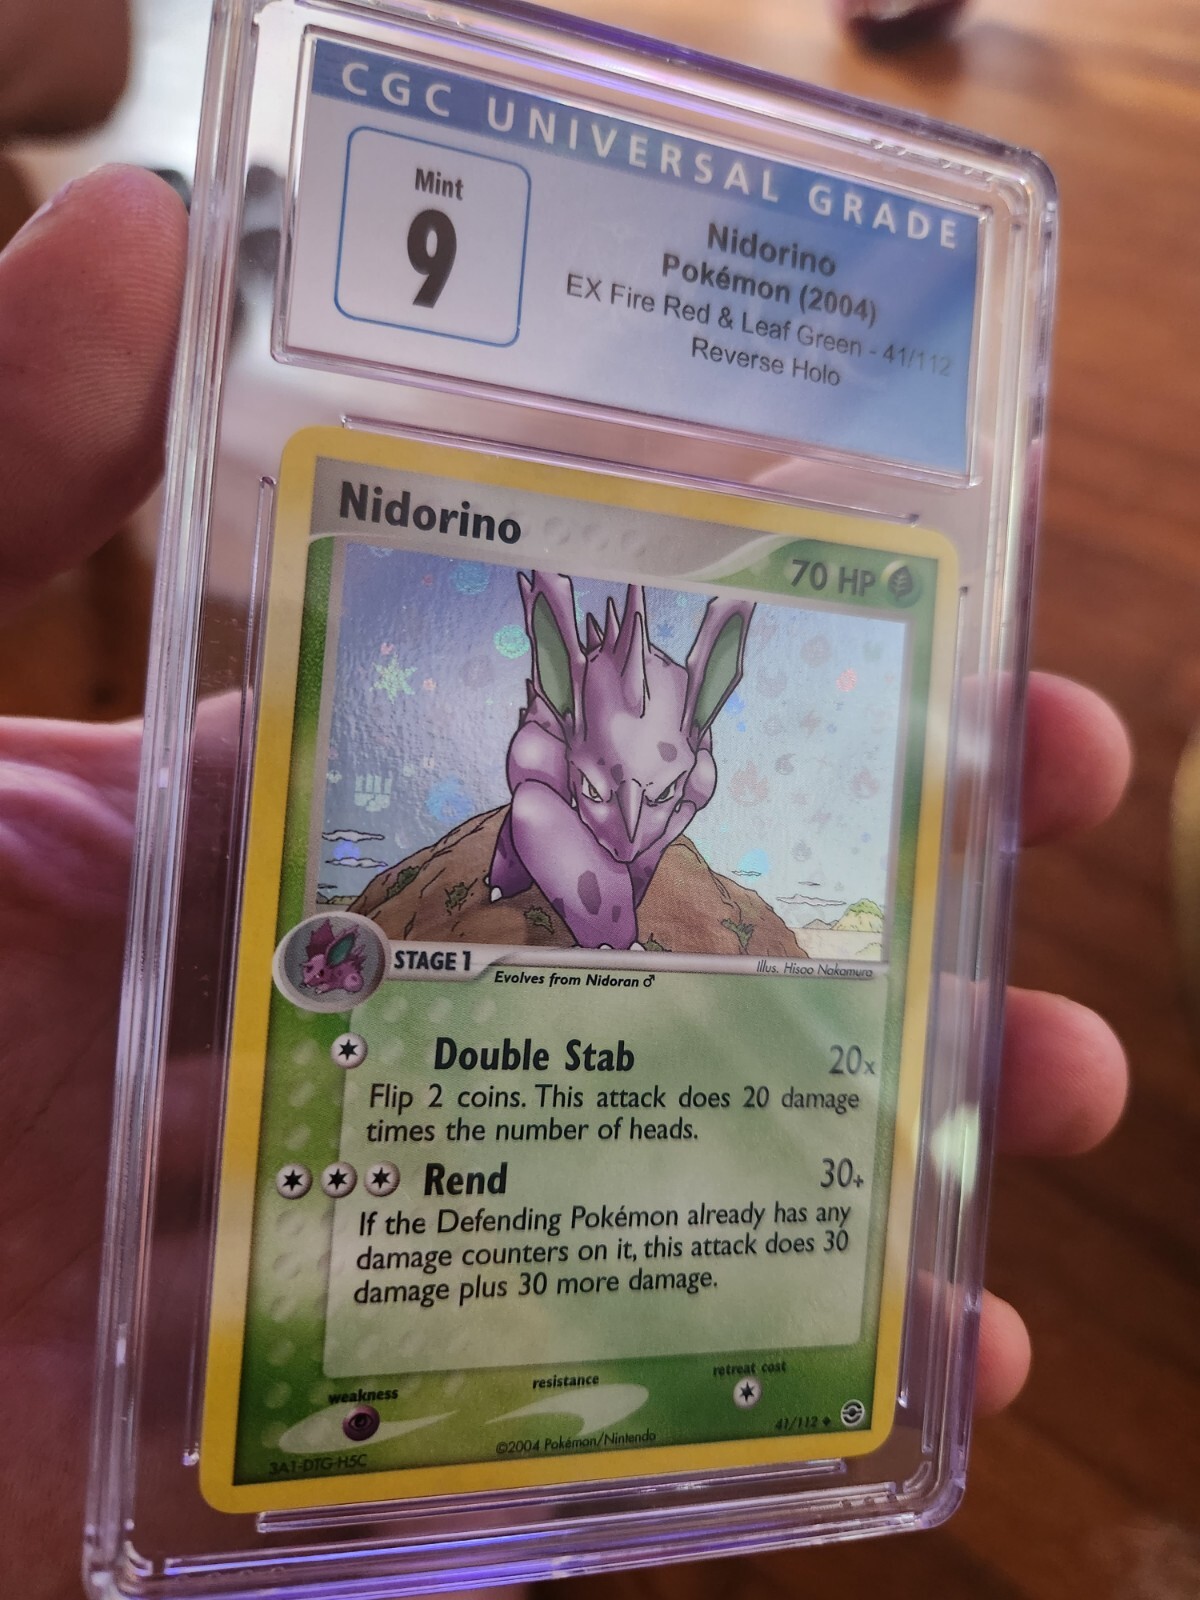 CGC UNIVERSAL GRADE
Mint
9
Nidorino
Pokémon (2004)
EX Fire Red & Leaf Green - 41/112
Reverse Holo
Nidorino
70 HP
STAGE 1
Evolves from Nidoran ♂
Illus. Hisao Nakamura
Double Stab 20x
Flip 2 coins. This attack does 20 damage
times the number of heads.
Rend 30+
If the Defending Pokémon already has any
damage counters on it, this attack does 30
damage plus 30 more damage.
weakness
resistance
retreat cost
41/112 ◆
©2004 Pokémon/Nintendo
3A1-DTG-H5C